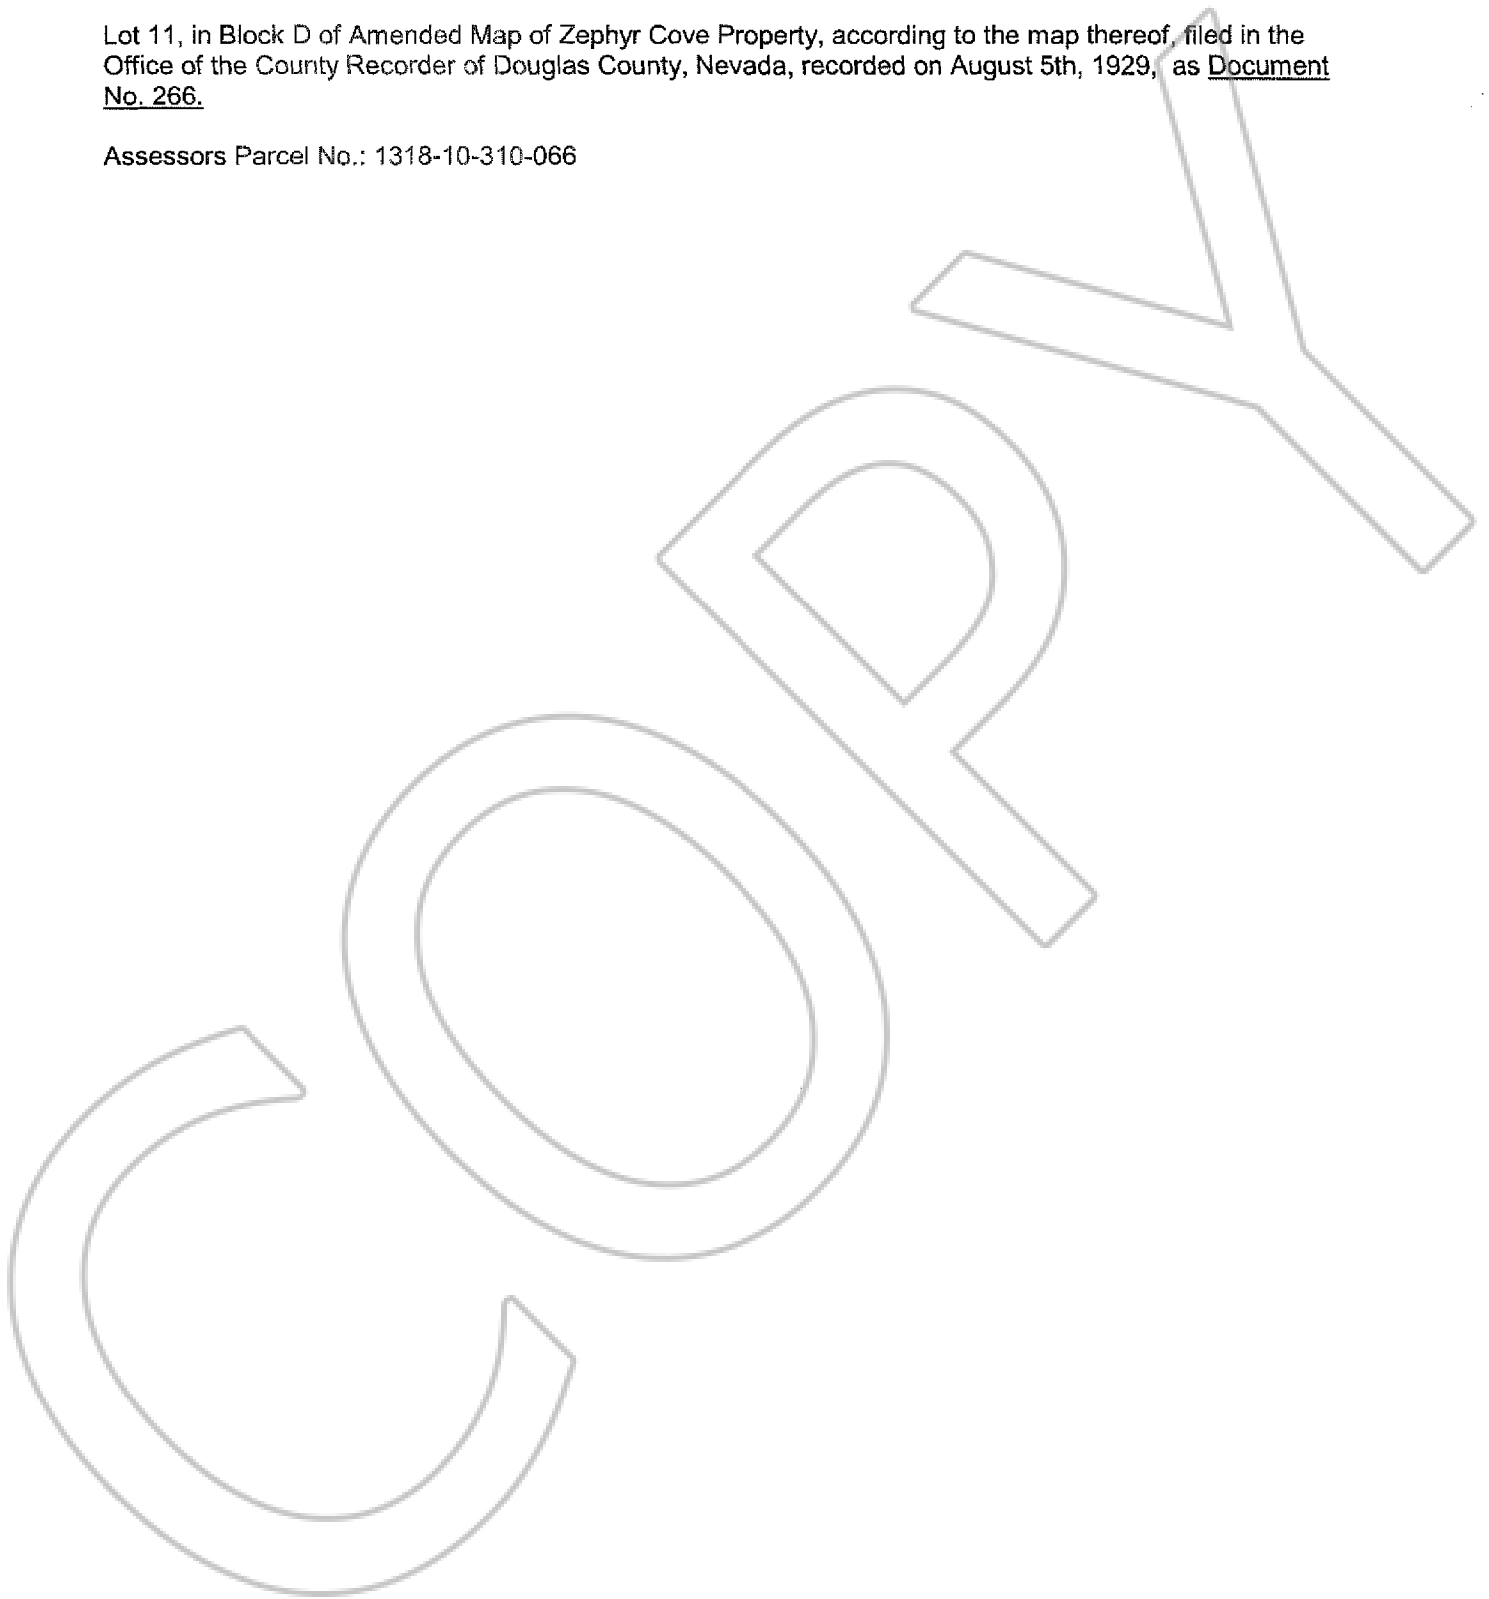 Lot 11, in Block D of Amended Map of Zephyr Cove Property, according to the map thereof, filed in the
Office of the County Recorder of Douglas County, Nevada, recorded on August 5th, 1929, as Document
No. 266.
Assessors Parcel No.: 1318-10-310-066
COPY